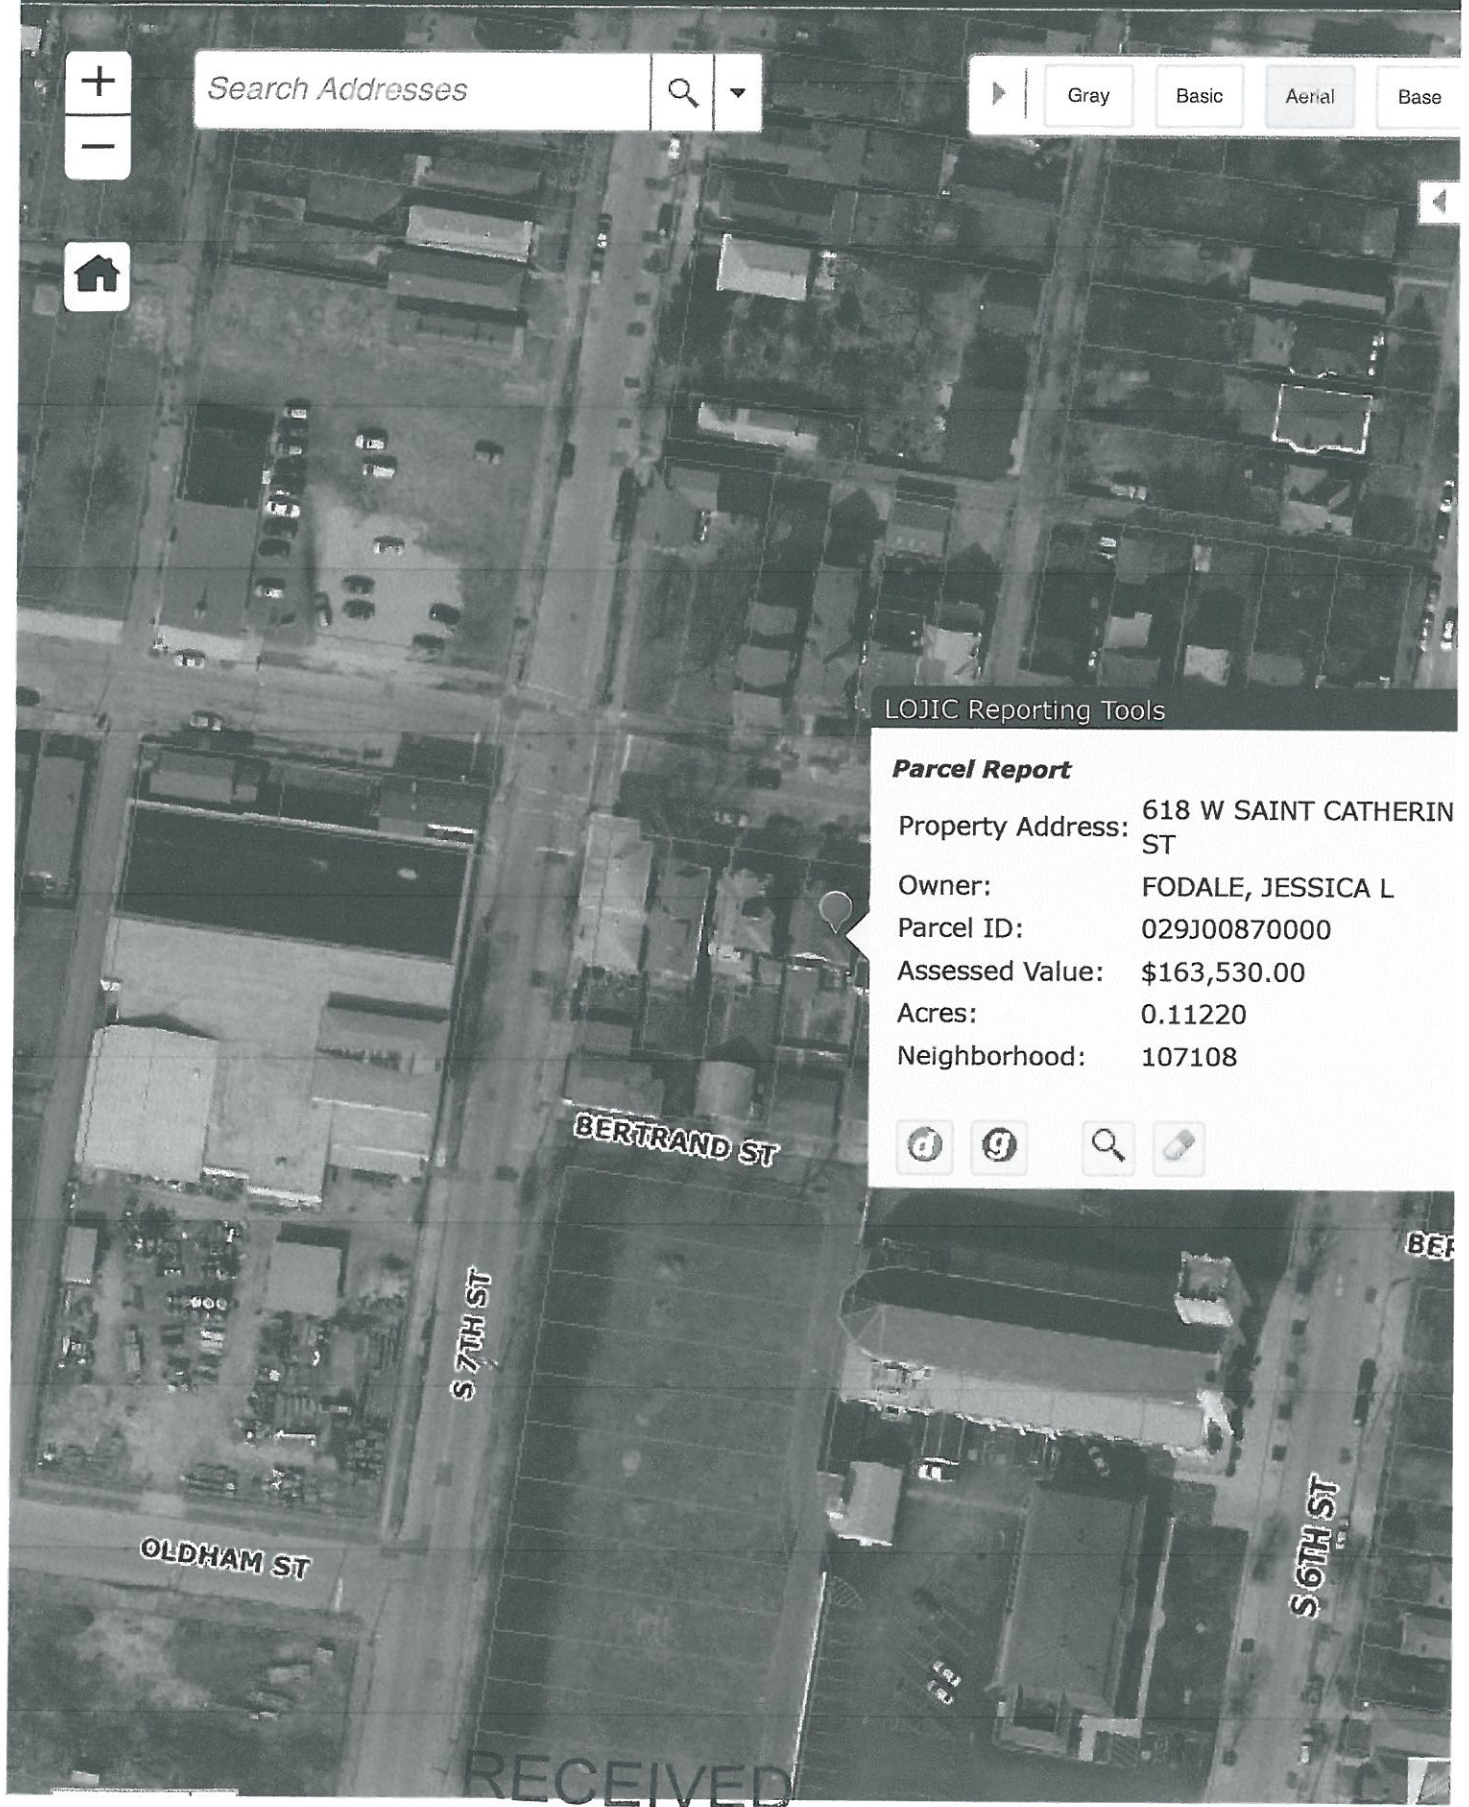 +
Search Addresses
Gray Basic Aerial Base
−
LOJIC Reporting Tools
Parcel Report
Property Address: 618 W SAINT CATHERIN
ST
Owner: FODALE, JESSICA L
Parcel ID: 029J00870000
Assessed Value: $163,530.00
Acres: 0.11220
Neighborhood: 107108
d g
BERTRAND ST
BER
S 7TH ST
S 6TH ST
OLDHAM ST
RECEIVED